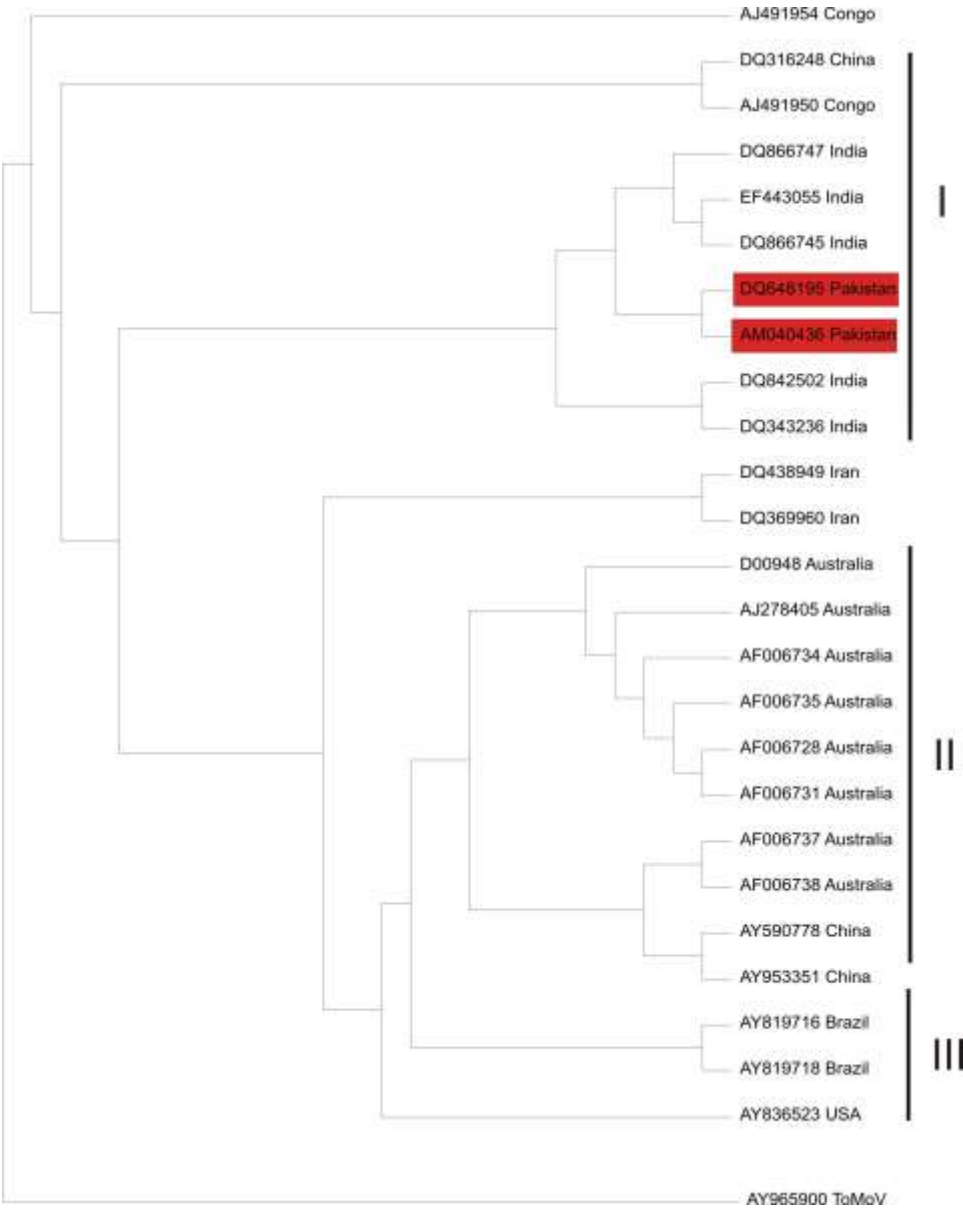 AJ491954 Congo
DQ316248 China
AJ491950 Congo
DQ866747 India
I
EF443055 India
DQ866745 India
DQ648195 Pakistan
AM040436 Pakistan
DQ842502 India
DQ343236 India
DQ438949 Iran
DQ369960 Iran
D00948 Australia
AJ278405 Australia
AF006734 Australia
AF006735 Australia
AF006728 Australia
II
AF006731 Australia
AF006737 Australia
AF006738 Australia
AY590778 China
AY953351 China
AY819716 Brazil
III
AY819718 Brazil
AY836523 USA
AY965900 ToMoV